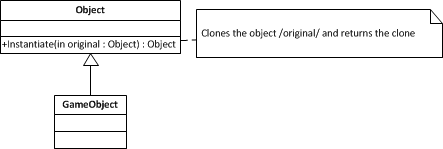 Object
+Instantiate(in original : Object) : Object
Clones the object /original/ and returns the clone
GameObject